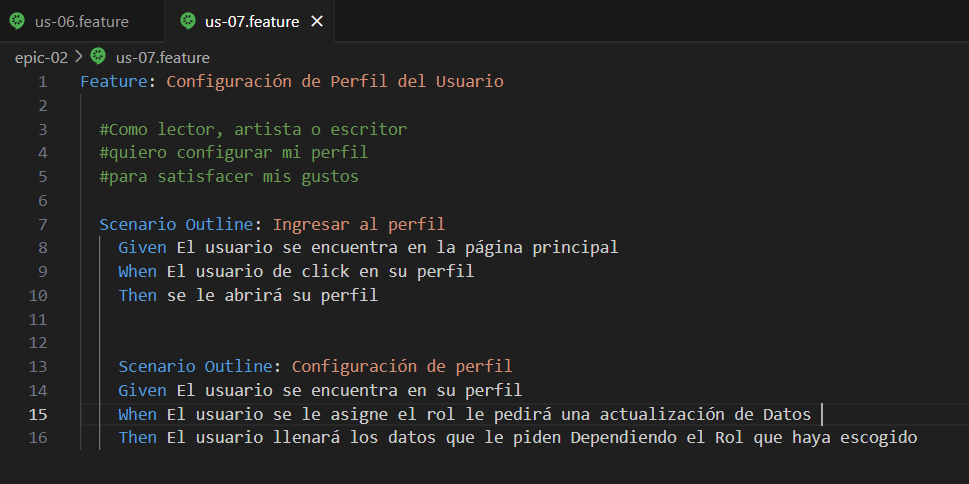 us-06.feature
us-07.feature ×
epic-02 > us-07.feature
1 Feature: Configuración de Perfil del Usuario
2
3 #Como lector, artista o escritor
4 #quiero configurar mi perfil
5 #para satisfacer mis gustos
6
7 Scenario Outline: Ingresar al perfil
8 Given El usuario se encuentra en la página principal
9 When El usuario de click en su perfil
10 Then se le abrirá su perfil
11
12
13 Scenario Outline: Configuración de perfil
14 Given El usuario se encuentra en su perfil
15 When El usuario se le asigne el rol le pedirá una actualización de Datos
16 Then El usuario llenará los datos que le piden Dependiendo el Rol que haya escogido